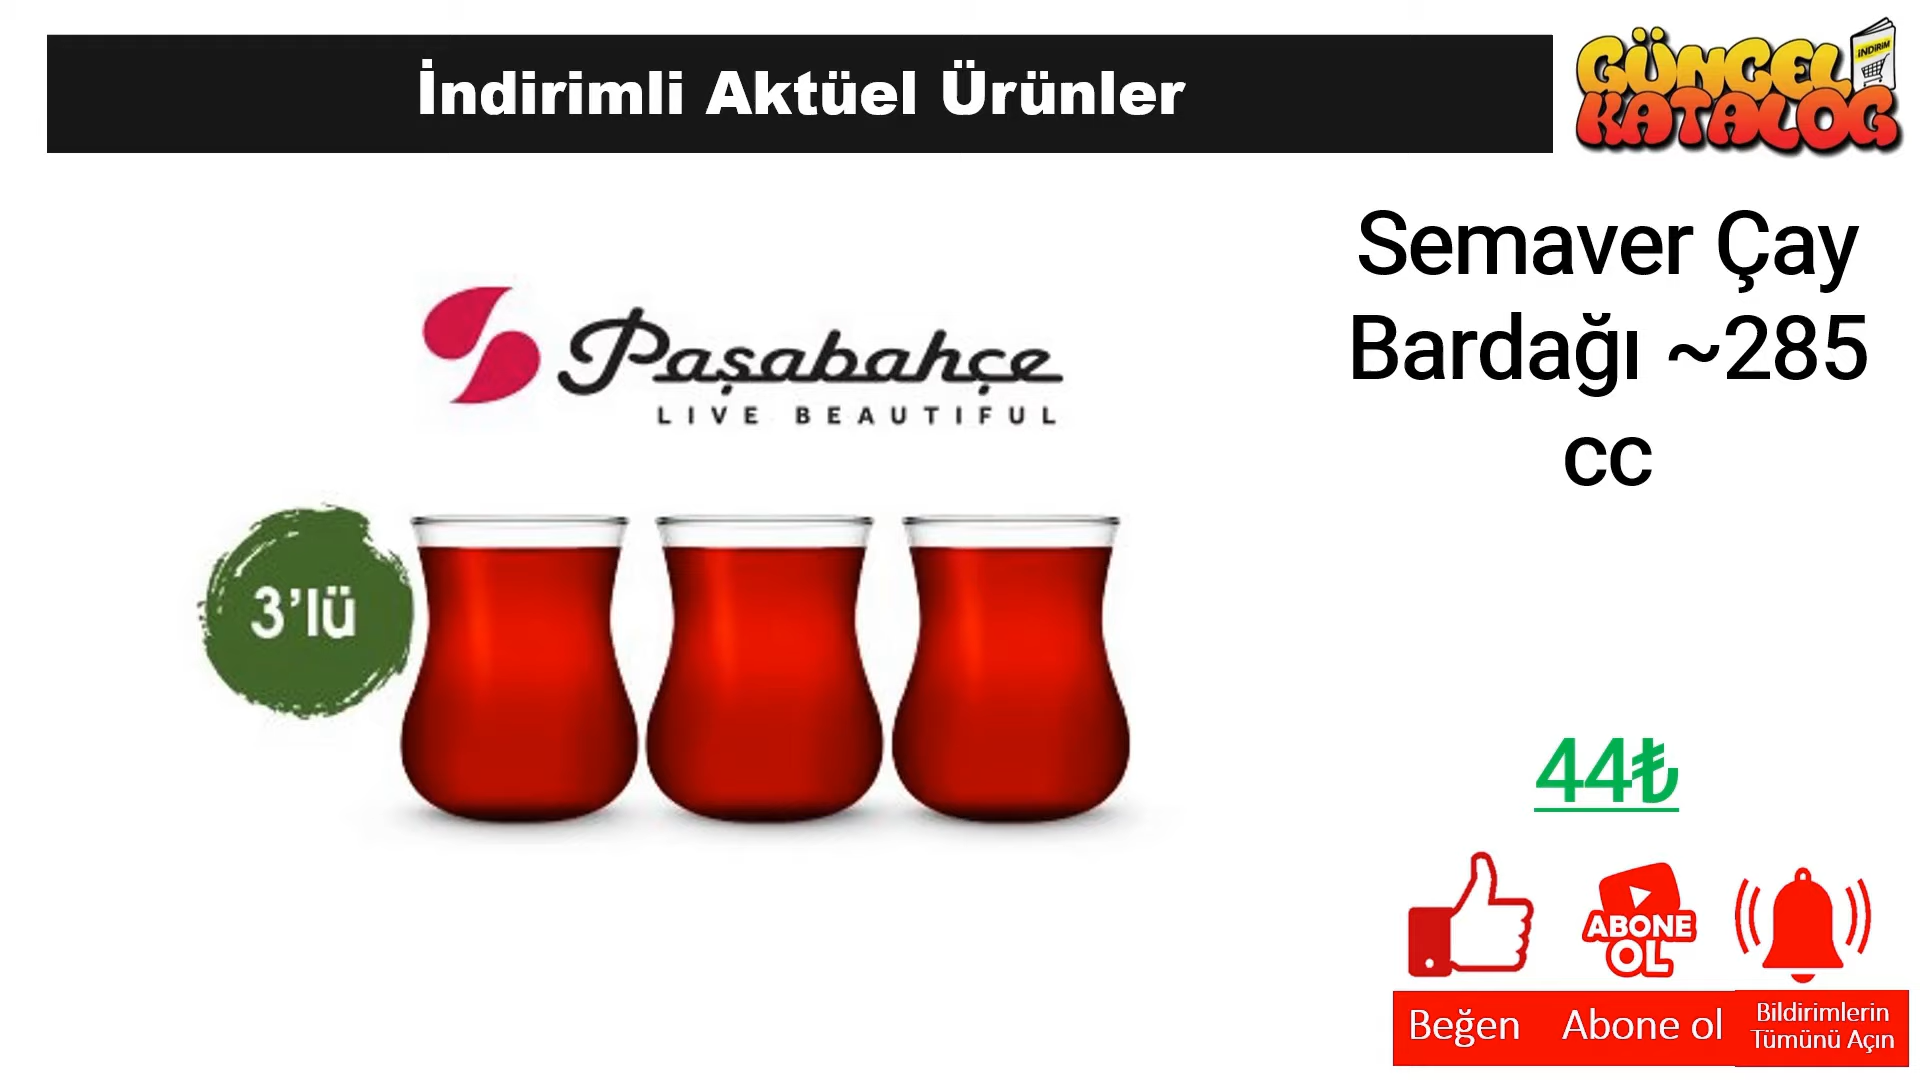 İndirimli Aktüel Ürünler
GÜNCEL
KATALOG
İNDİRİM
Semaver Çay
Bardağı ~285
cc
Paşabahçe
LIVE BEAUTIFUL
3'lü
44₺
ABONE
OL
Beğen
Abone ol
Bildirimlerin
Tümünü Açın